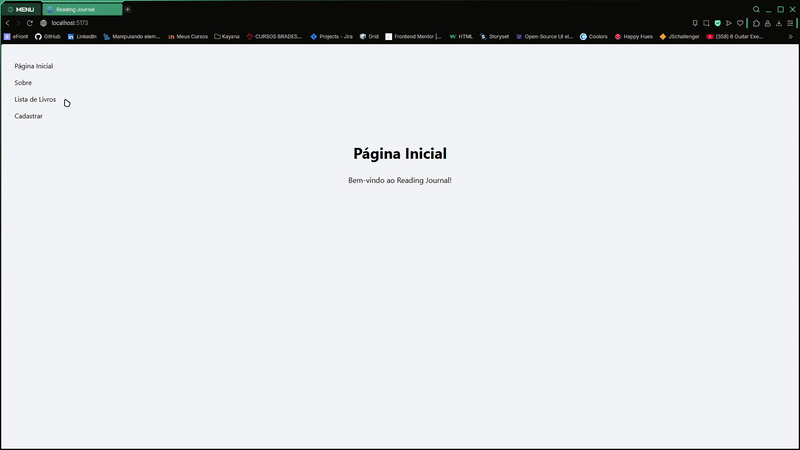 MENU Reading Journal
localhost:5173
eFront GitHub LinkedIn Manipulando elem... Meus Cursos Kayana CURSOS BRADES... Projects - Jira Grid Frontend Mentor |... HTML Storyset Open-Source UI el... Coolors Happy Hues JSchallenger (358) 6 Guitar Exe...
Página Inicial
Sobre
Lista de Livros
Cadastrar
Página Inicial
Bem-vindo ao Reading Journal!